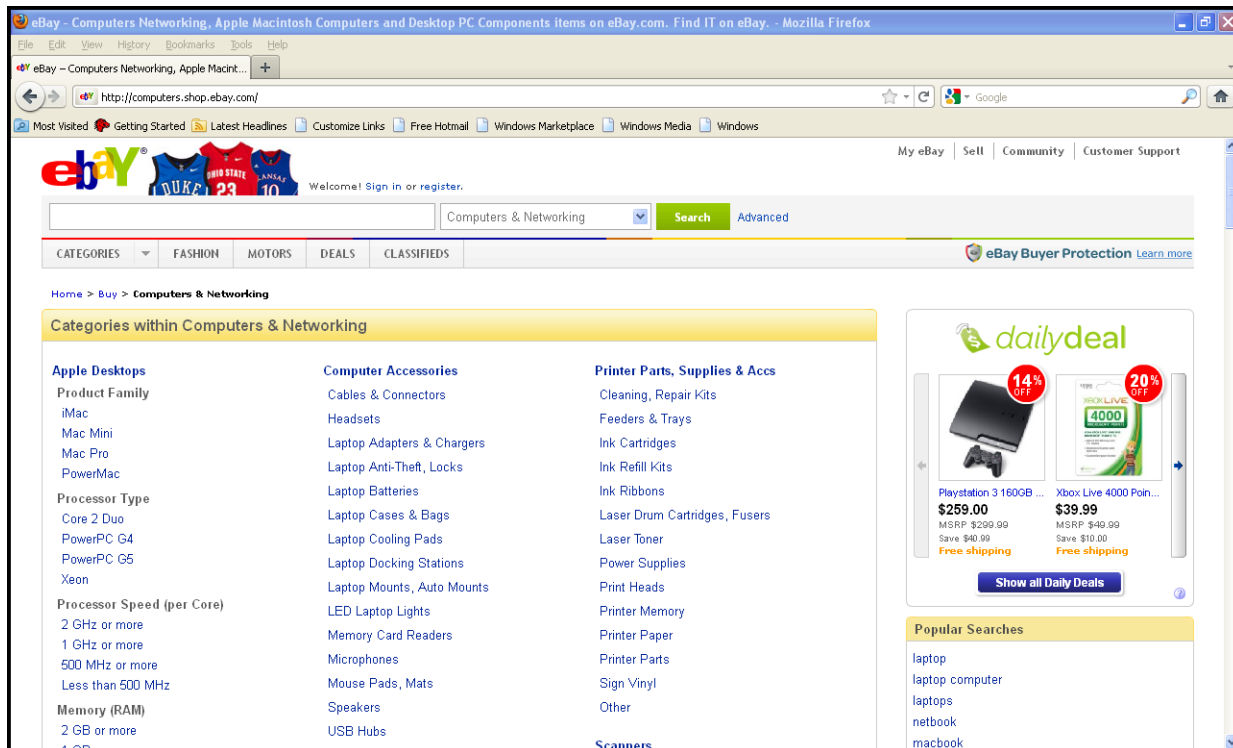 eBay - Computers Networking, Apple Macintosh Computers and Desktop PC Components items on eBay.com. Find IT on eBay. - Mozilla Firefox
File Edit View History Bookmarks Tools Help
eBay – Computers Networking, Apple Macint... +
http://computers.shop.ebay.com/ Google
Most Visited Getting Started Latest Headlines Customize Links Free Hotmail Windows Marketplace Windows Media Windows
ebaY® DUKE OHIO STATE 23 KANSAS 10 Welcome! Sign in or register.
My eBay Sell Community Customer Support
Computers & Networking Search Advanced
CATEGORIES FASHION MOTORS DEALS CLASSIFIEDS
eBay Buyer Protection Learn more
Home > Buy > Computers & Networking
Categories within Computers & Networking
Apple Desktops
Product Family
iMac
Mac Mini
Mac Pro
PowerMac
Processor Type
Core 2 Duo
PowerPC G4
PowerPC G5
Xeon
Processor Speed (per Core)
2 GHz or more
1 GHz or more
500 MHz or more
Less than 500 MHz
Memory (RAM)
2 GB or more
Computer Accessories
Cables & Connectors
Headsets
Laptop Adapters & Chargers
Laptop Anti-Theft, Locks
Laptop Batteries
Laptop Cases & Bags
Laptop Cooling Pads
Laptop Docking Stations
Laptop Mounts, Auto Mounts
LED Laptop Lights
Memory Card Readers
Microphones
Mouse Pads, Mats
Speakers
USB Hubs
Printer Parts, Supplies & Accs
Cleaning, Repair Kits
Feeders & Trays
Ink Cartridges
Ink Refill Kits
Ink Ribbons
Laser Drum Cartridges, Fusers
Laser Toner
Power Supplies
Print Heads
Printer Memory
Printer Paper
Printer Parts
Sign Vinyl
Other
Scanners
dailydeal
14% OFF
20% OFF
XBOX LIVE
4000
Playstation 3 160GB ...
$259.00
MSRP $299.99
Save $40.99
Free shipping
Xbox Live 4000 Poin...
$39.99
MSRP $49.99
Save $10.00
Free shipping
Show all Daily Deals
Popular Searches
laptop
laptop computer
laptops
netbook
macbook